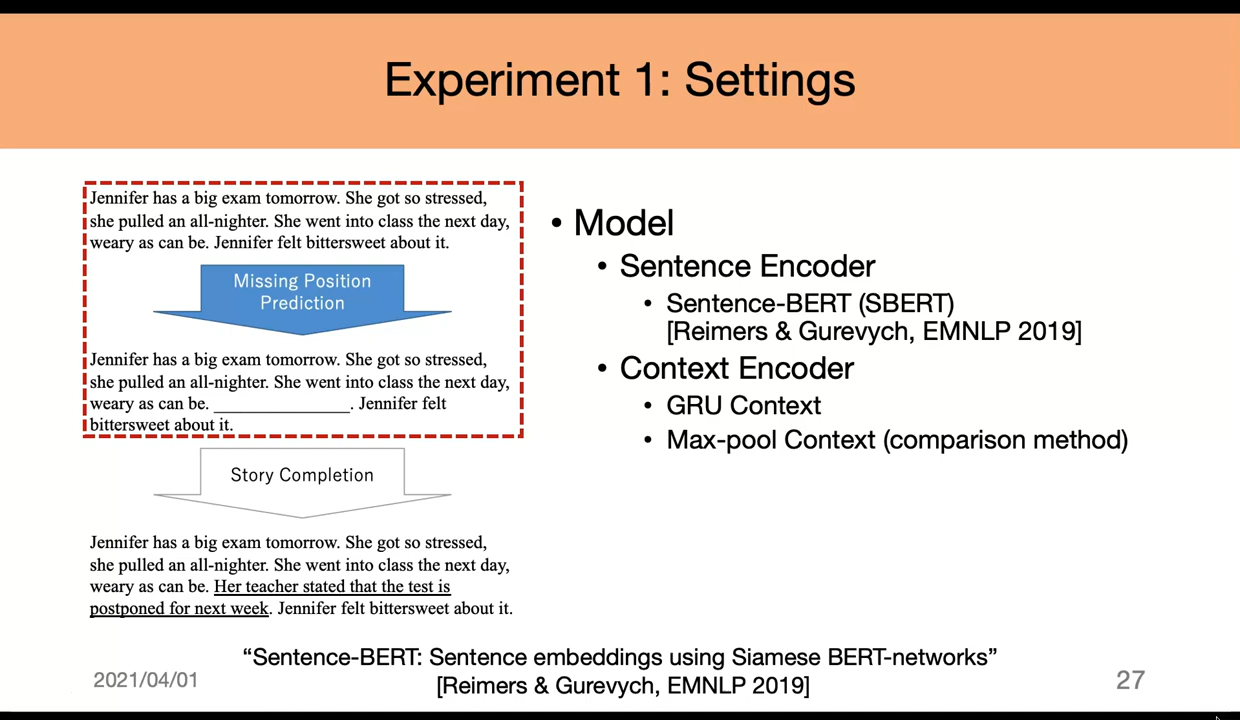 Experiment 1: Settings
Jennifer has a big exam tomorrow. She got so stressed,
she pulled an all-nighter. She went into class the next day,
weary as can be. Jennifer felt bittersweet about it.
Missing Position
Prediction
Jennifer has a big exam tomorrow. She got so stressed,
she pulled an all-nighter. She went into class the next day,
weary as can be. _______________. Jennifer felt
bittersweet about it.
Story Completion
Jennifer has a big exam tomorrow. She got so stressed,
she pulled an all-nighter. She went into class the next day,
weary as can be. Her teacher stated that the test is
postponed for next week. Jennifer felt bittersweet about it.
• Model
• Sentence Encoder
• Sentence-BERT (SBERT)
[Reimers & Gurevych, EMNLP 2019]
• Context Encoder
• GRU Context
• Max-pool Context (comparison method)
“Sentence-BERT: Sentence embeddings using Siamese BERT-networks”
[Reimers & Gurevych, EMNLP 2019]
2021/04/01
27